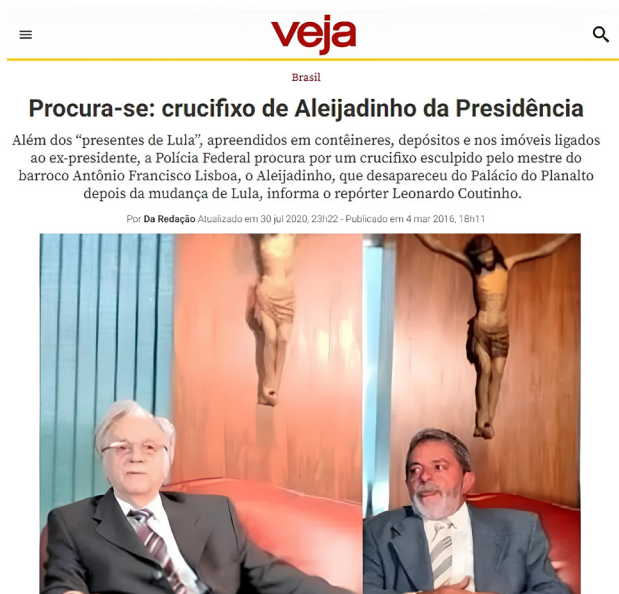 veja
Brasil
Procura-se: crucifixo de Aleijadinho da Presidência
Além dos “presentes de Lula”, apreendidos em contêineres, depósitos e nos imóveis ligados
ao ex-presidente, a Polícia Federal procura por um crucifixo esculpido pelo mestre do
barroco Antônio Francisco Lisboa, o Aleijadinho, que desapareceu do Palácio do Planalto
depois da mudança de Lula, informa o repórter Leonardo Coutinho.
Por Da Redação Atualizado em 30 jul 2020, 23h22 - Publicado em 4 mar 2016, 18h11